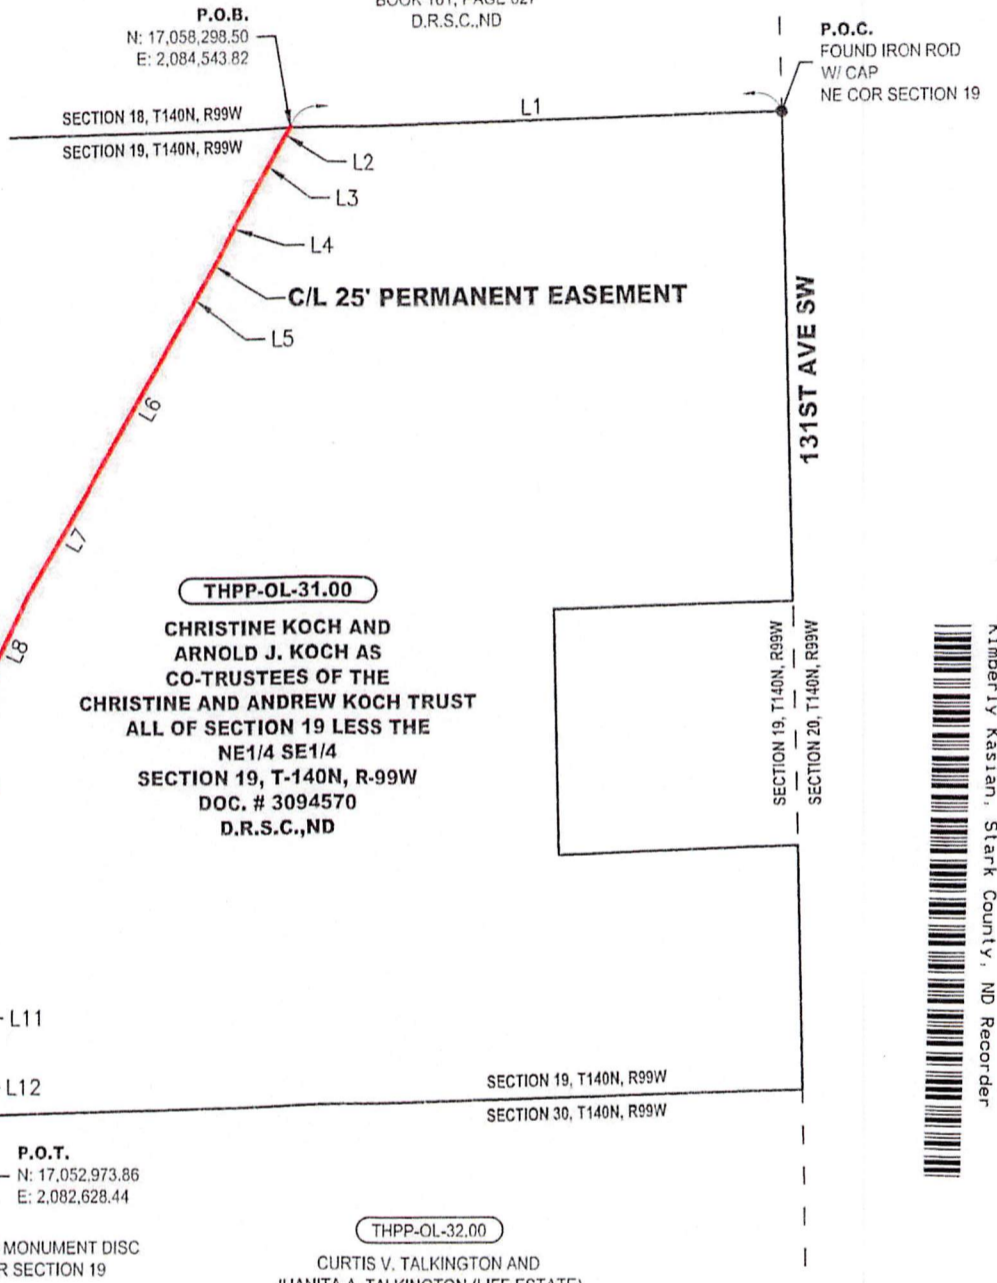 P.O.B.
N: 17,058,298.50
E: 2,084,543.82
D.R.S.C.,ND
P.O.C.
FOUND IRON ROD
W/ CAP
NE COR SECTION 19
SECTION 18, T140N, R99W
SECTION 19, T140N, R99W
L1
L2
L3
L4
C/L 25' PERMANENT EASEMENT
L5
L6
L7
L8
131ST AVE SW
THPP-OL-31.00
CHRISTINE KOCH AND
ARNOLD J. KOCH AS
CO-TRUSTEES OF THE
CHRISTINE AND ANDREW KOCH TRUST
ALL OF SECTION 19 LESS THE
NE1/4 SE1/4
SECTION 19, T-140N, R-99W
DOC. # 3094570
D.R.S.C.,ND
SECTION 19, T140N, R99W
SECTION 20, T140N, R99W
Kimberly Kasian, Stark County, ND Recorder
L11
L12
SECTION 19, T140N, R99W
SECTION 30, T140N, R99W
P.O.T.
N: 17,052,973.86
E: 2,082,628.44
MONUMENT DISC
R SECTION 19
THPP-OL-32.00
CURTIS V. TALKINGTON AND
JUANITA A. TALKINGTON (LIFE ESTATE)